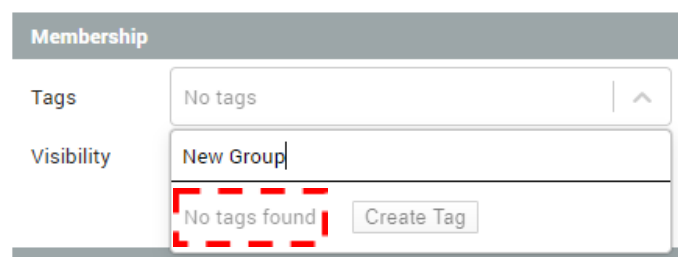 Membership
Tags No tags
Visibility New Group
No tags found Create Tag